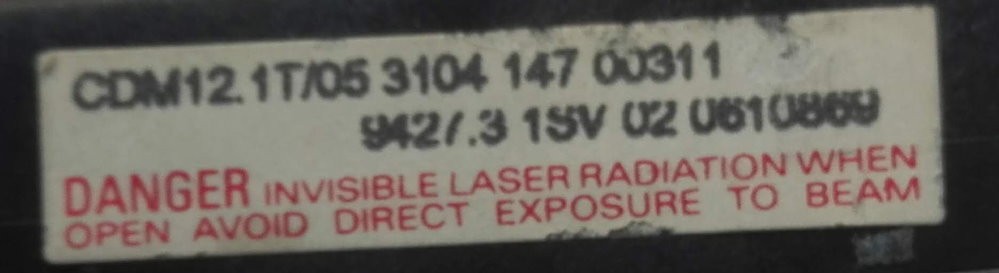 CDM12.1T/05 3104 147 00311
9427.3 1SV 02 0610869
DANGER INVISIBLE LASER RADIATION WHEN
OPEN AVOID DIRECT EXPOSURE TO BEAM